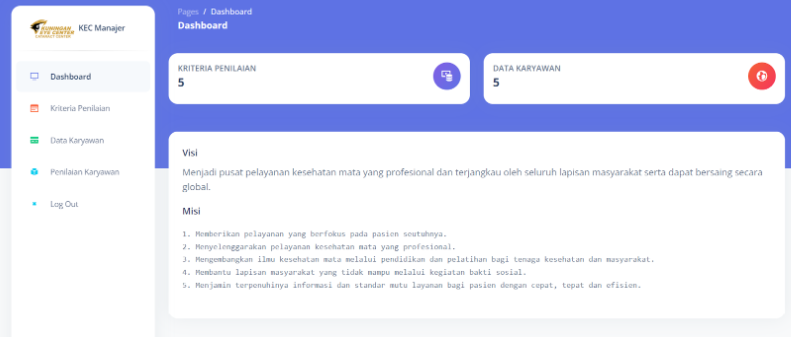 KUNINGAN
EYE CENTER
KEC Manajer
Dashboard
Kriteria Penilaian
Data Karyawan
Penilaian Karyawan
Log Out
Pages / Dashboard
Dashboard
KRITERIA PENILAIAN
5
DATA KARYAWAN
5
Visi
Menjadi pusat pelayanan kesehatan mata yang profesional dan terjangkau oleh seluruh lapisan masyarakat serta dapat bersaing secara
global.
Misi
1. Memberikan pelayanan yang berfokus pada pasien seutuhnya.
2. Menyelenggarakan pelayanan kesehatan mata yang profesional.
3. Mengembangkan ilmu kesehatan mata melalui pendidikan dan pelatihan bagi tenaga kesehatan dan masyarakat.
4. Membantu lapisan masyarakat yang tidak mampu melalui kegiatan bakti sosial.
5. Menjamin terpenuhinya informasi dan standar mutu layanan bagi pasien dengan cepat, tepat dan efisien.